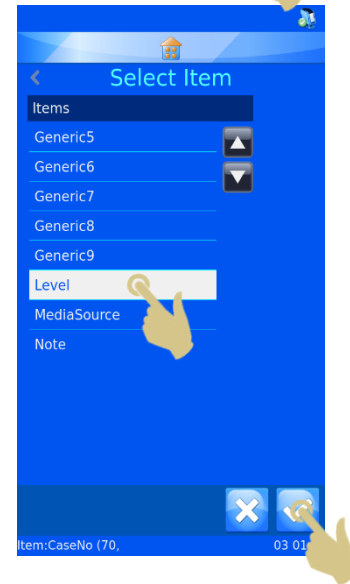 Select Item
Items
Generic5
Generic6
Generic7
Generic8
Generic9
Level
MediaSource
Note
Item:CaseNo (70, 03 01